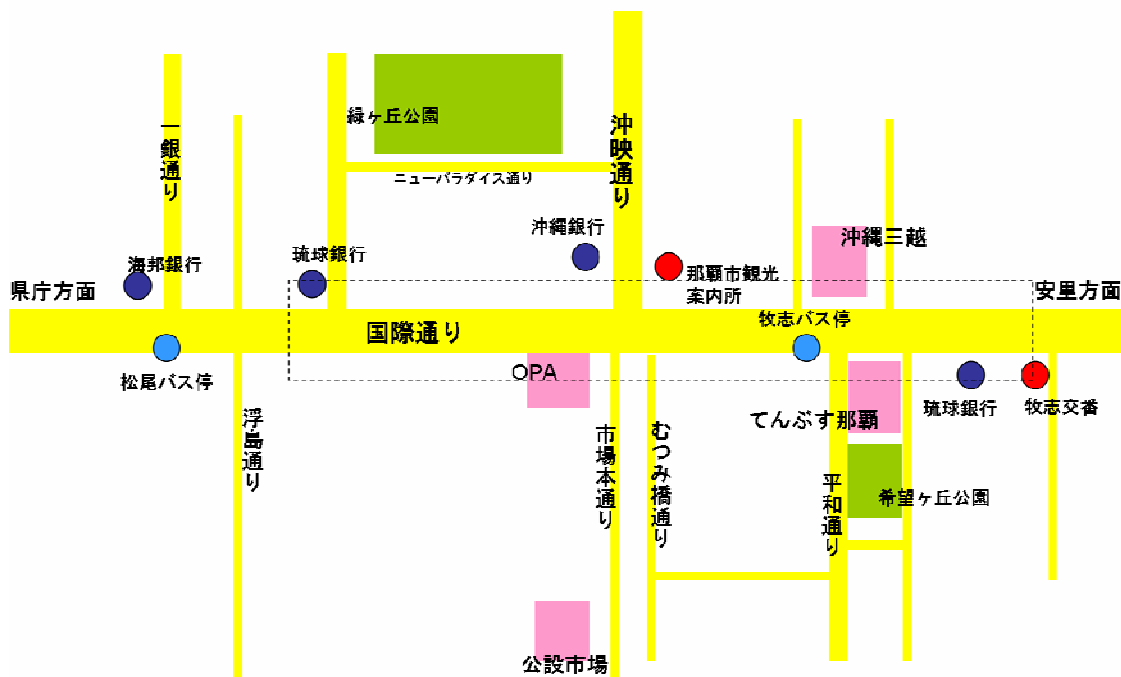 緑ヶ丘公園
一銀通り
沖映通り
ニューパラダイス通り
海邦銀行
琉球銀行
沖縄銀行
那覇市観光
案内所
沖縄三越
県庁方面
安里方面
国際通り
牧志バス停
松尾バス停
OPA
てんぶす那覇
琉球銀行
牧志交番
浮島通り
市場本通り
むつみ橋通り
平和通り
希望ヶ丘公園
公設市場